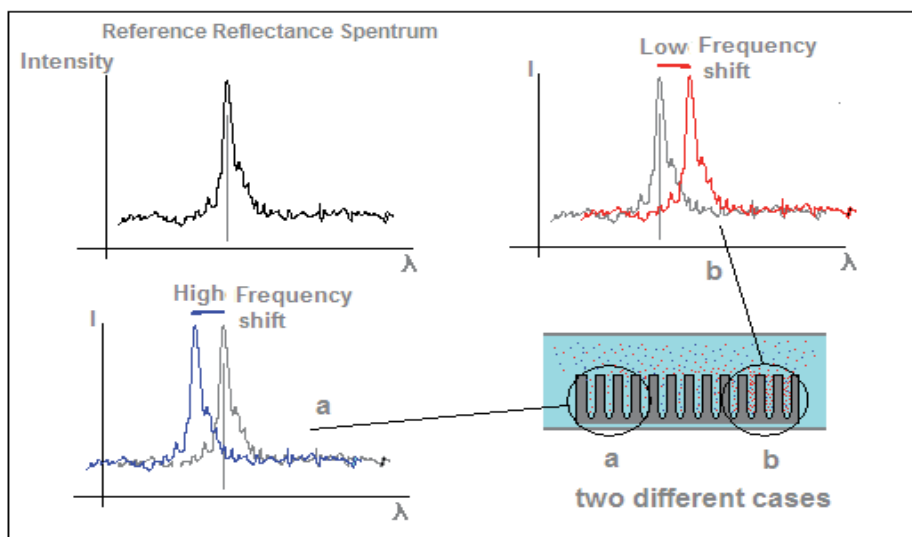 Reference Reflectance Spentrum
Intensity
λ
Low Frequency
shift
I
b
λ
High Frequency
shift
I
a
λ
a b
two different cases